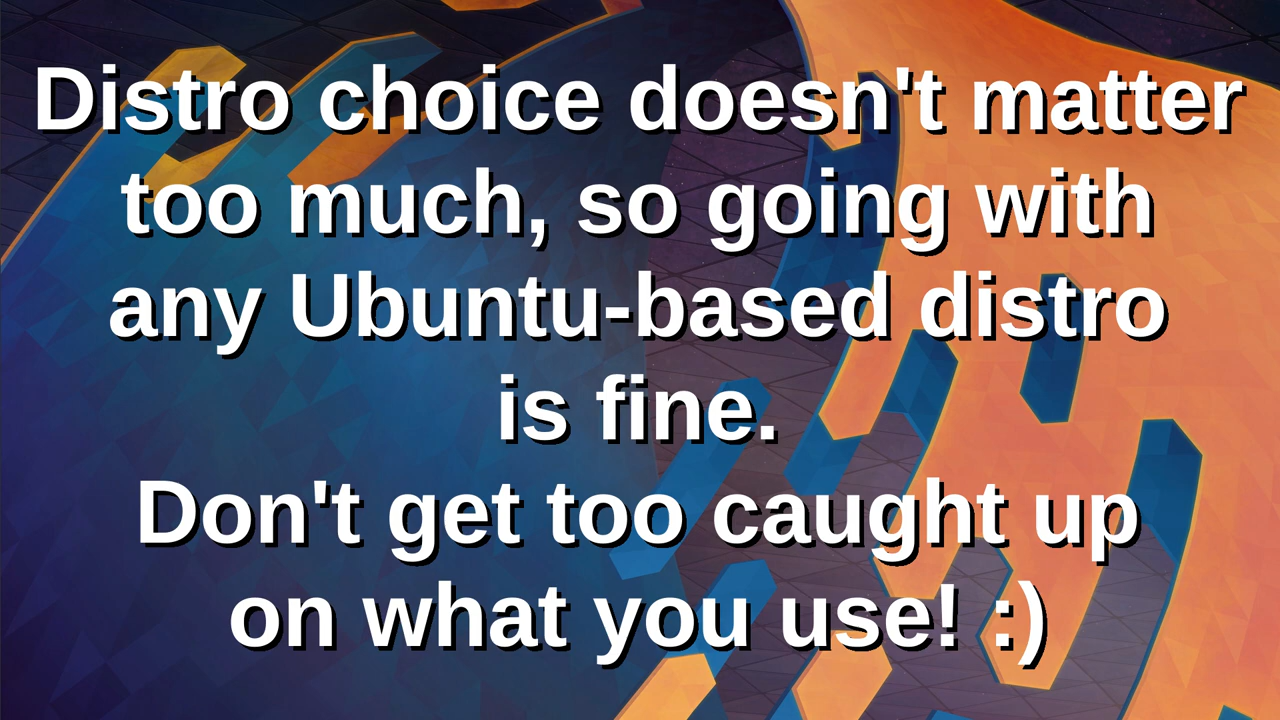 Distro choice doesn't matter
too much, so going with
any Ubuntu-based distro
is fine.
Don't get too caught up
on what you use! :)